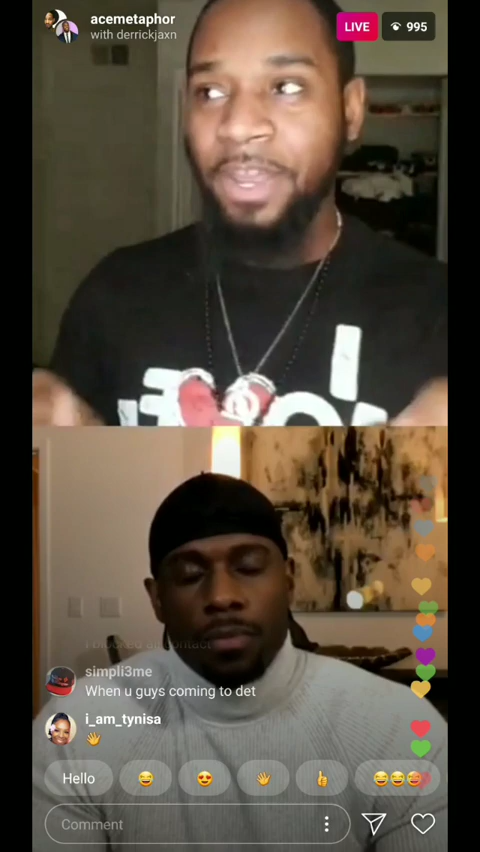 acemetaphor
with derrickjaxn
LIVE
995
simpli3me
When u guys coming to det
i_am_tynisa
👋
Hello
😂
😍
👋
👍
😂😂😂
Comment